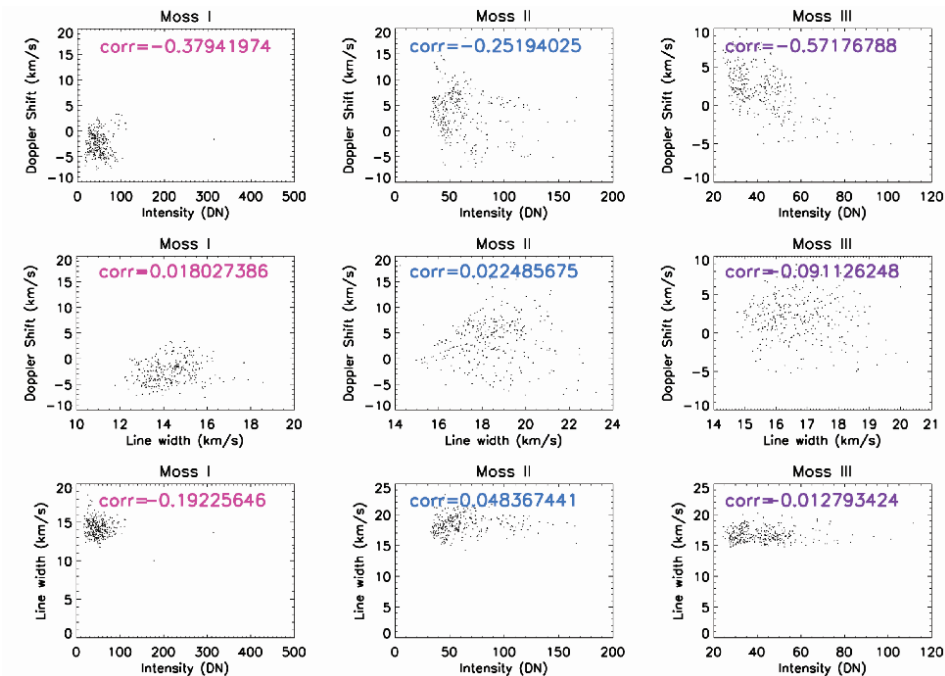 Moss I
corr=-0.37941974
Doppler Shift (km/s)
20
15
10
5
0
-5
-10
0 100 200 300 400 500
Intensity (DN)
Moss II
corr=-0.25194025
Doppler Shift (km/s)
20
15
10
5
0
-5
-10
0 50 100 150 200
Intensity (DN)
Moss III
corr=-0.57176788
Doppler Shift (km/s)
10
5
0
-5
-10
20 40 60 80 100 120
Intensity (DN)
Moss I
corr=0.018027386
Doppler Shift (km/s)
20
15
10
5
0
-5
-10
10 12 14 16 18 20
Line width (km/s)
Moss II
corr=0.022485675
Doppler Shift (km/s)
20
15
10
5
0
-5
-10
14 16 18 20 22 24
Line width (km/s)
Moss III
corr=-0.091126248
Doppler Shift (km/s)
10
5
0
-5
-10
14 15 16 17 18 19 20 21
Line width (km/s)
Moss I
corr=-0.19225646
Line width (km/s)
20
15
10
5
0
0 100 200 300 400 500
Intensity (DN)
Moss II
corr=0.048367441
Line width (km/s)
25
20
15
10
5
0
0 50 100 150 200
Intensity (DN)
Moss III
corr=-0.012793424
Line width (km/s)
25
20
15
10
5
0
20 40 60 80 100 120
Intensity (DN)